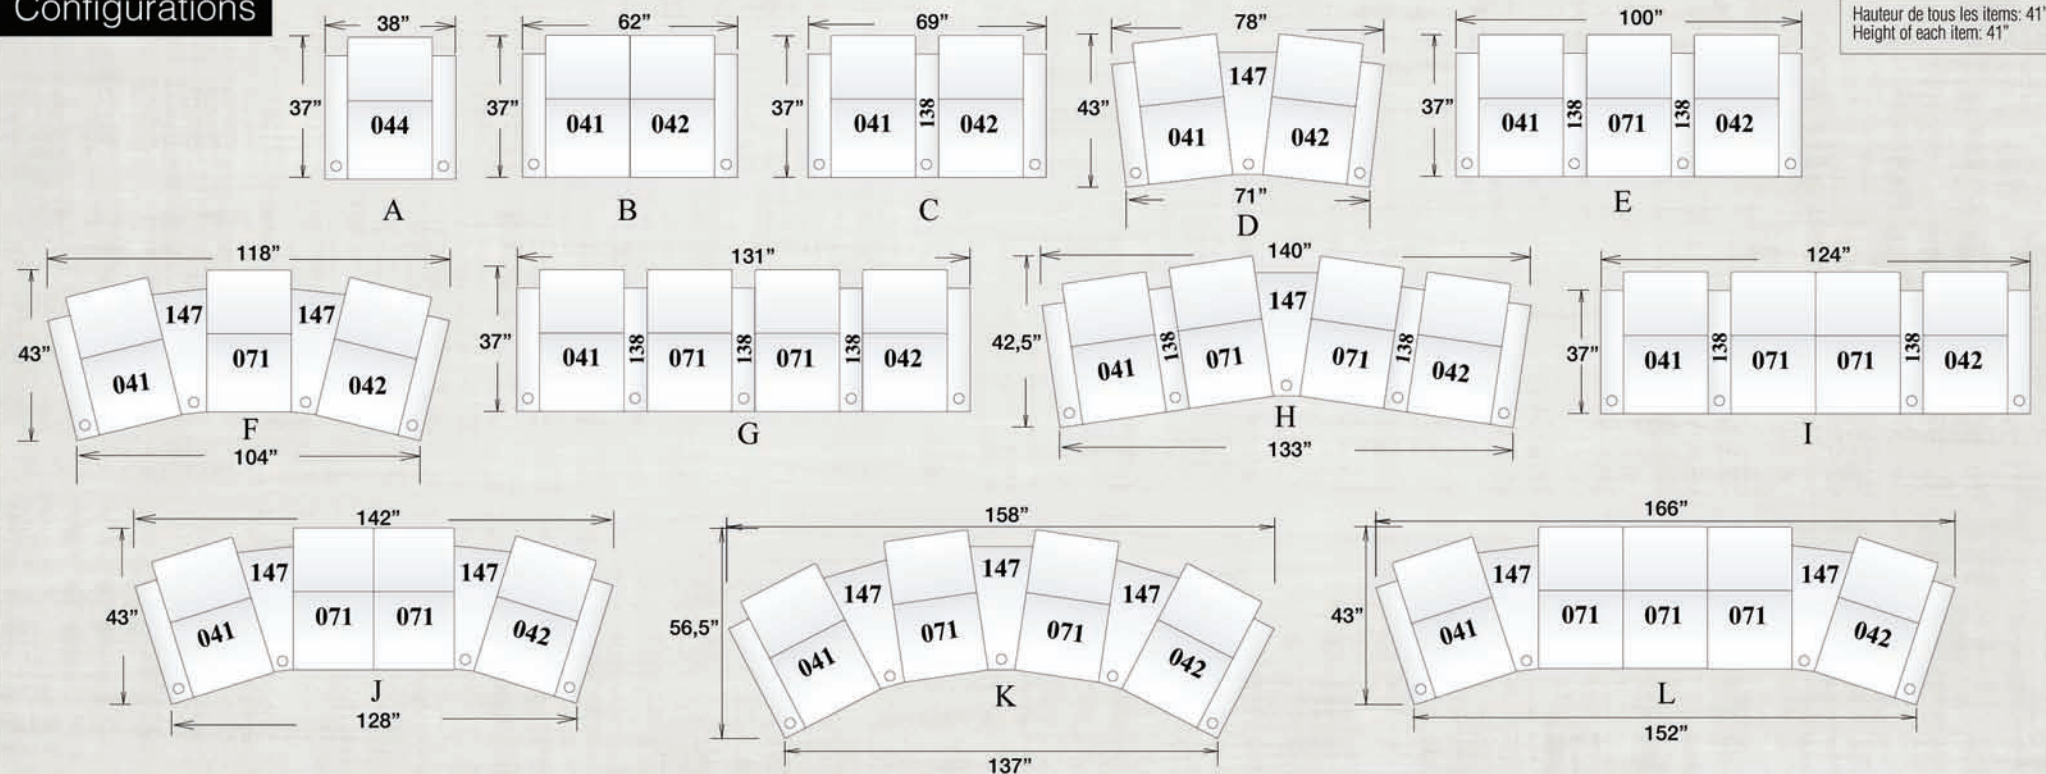 Configurations
Hauteur de tous les items: 41"
Height of each item: 41"
38”
37”
044
A
62”
37”
041 042
B
69”
37”
041 138 042
C
78”
43”
147
041 042
71”
D
100”
37”
041 138 071 138 042
E
118”
43”
147 147
041 071 042
F
104”
131”
37”
041 138 071 138 071 138 042
G
140”
42,5”
147
041 138 071 071 138 042
H
133”
124”
37”
041 138 071 071 138 042
I
142”
43”
147 147
041 071 071 042
J
128”
158”
56,5”
147 147 147
041 071 071 042
K
137”
166”
43”
147 147
041 071 071 071 042
L
152”